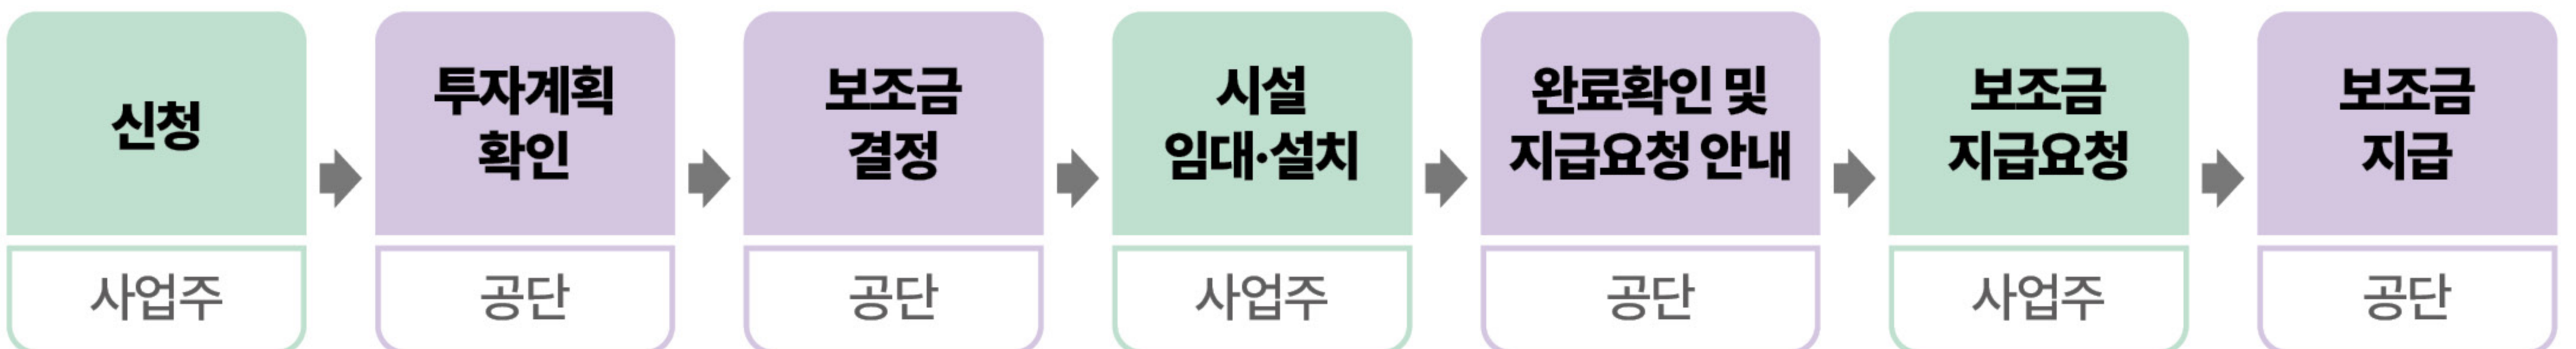 신청
사업주
투자계획
확인
공단
보조금
결정
공단
시설
임대·설치
사업주
완료확인 및
지급요청 안내
공단
보조금
지급요청
사업주
보조금
지급
공단